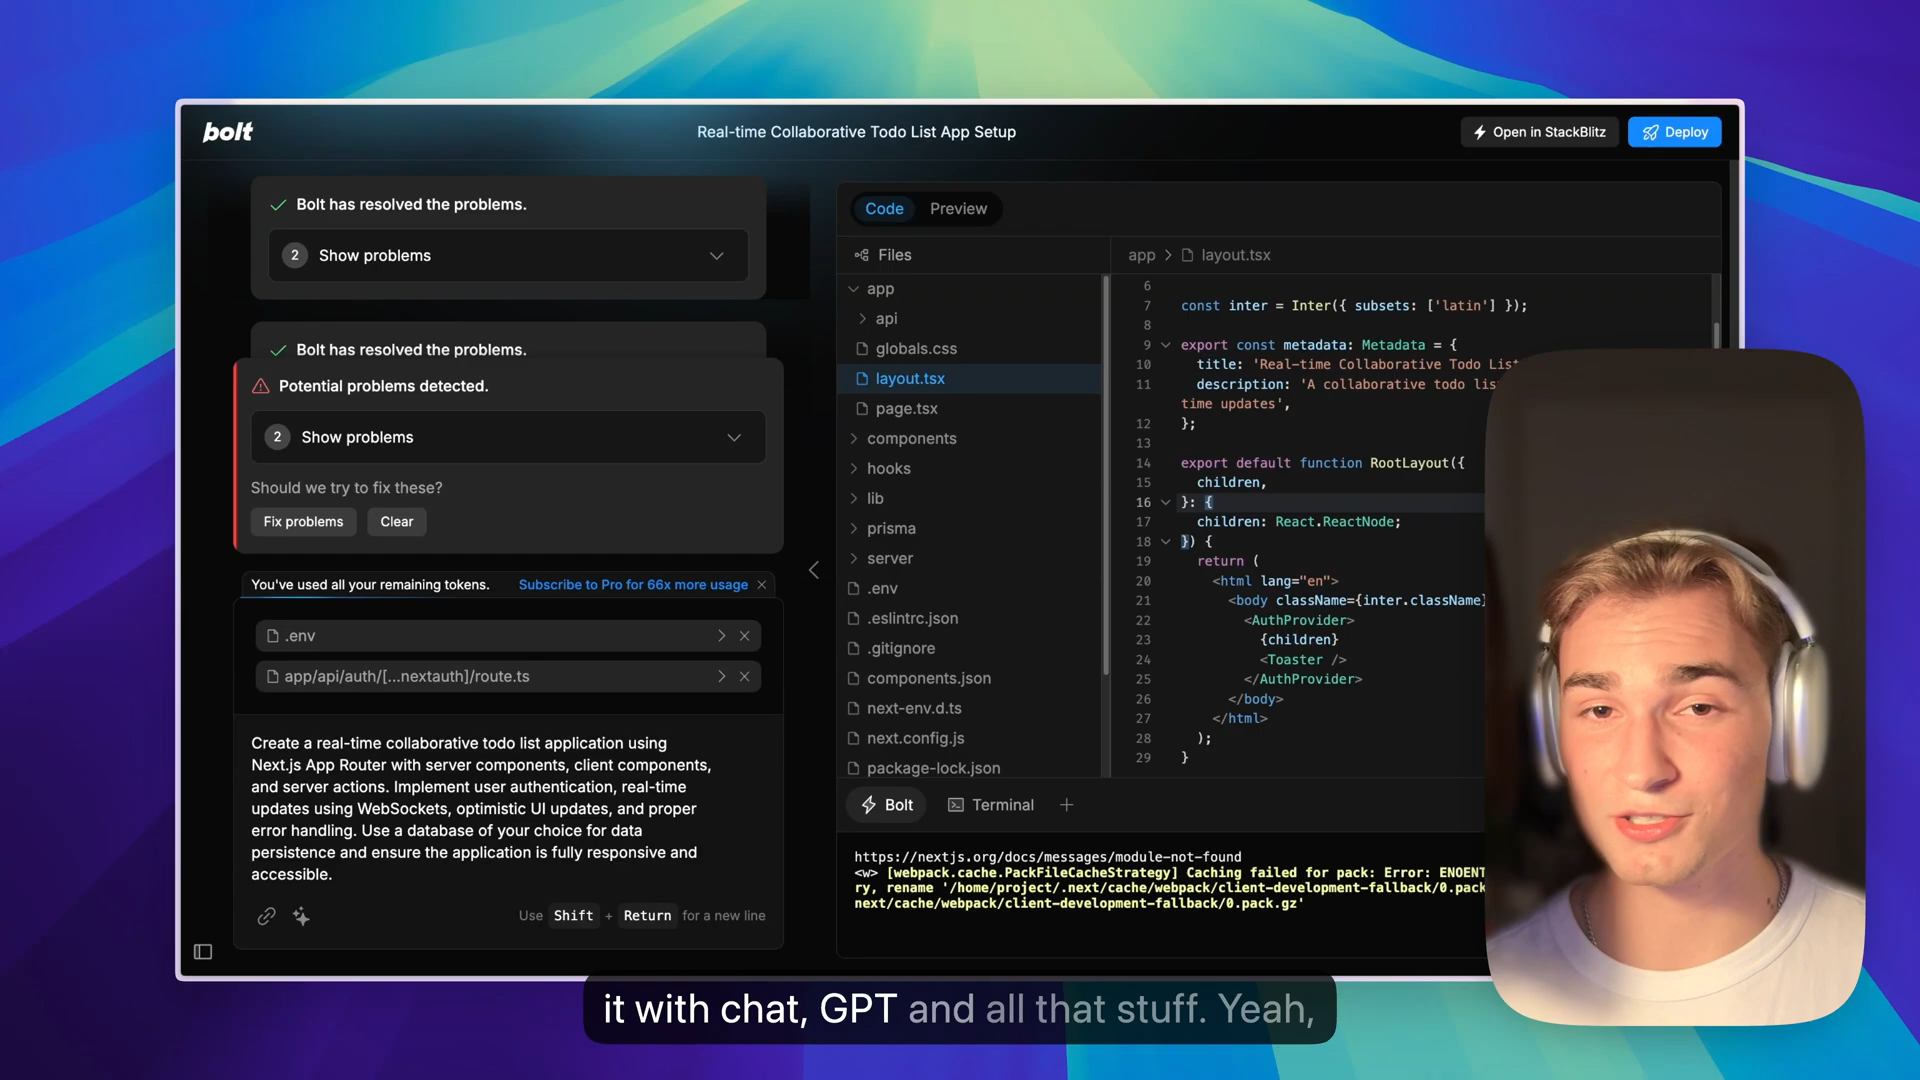 bolt
Real-time Collaborative Todo List App Setup
Open in StackBlitz
Deploy
Bolt has resolved the problems.
2 Show problems
Bolt has resolved the problems.
Potential problems detected.
2 Show problems
Should we try to fix these?
Fix problems
Clear
You've used all your remaining tokens.
Subscribe to Pro for 66x more usage
.env
app/api/auth/[...nextauth]/route.ts
Create a real-time collaborative todo list application using
Next.js App Router with server components, client components,
and server actions. Implement user authentication, real-time
updates using WebSockets, optimistic UI updates, and proper
error handling. Use a database of your choice for data
persistence and ensure the application is fully responsive and
accessible.
Use Shift + Return for a new line
Code
Preview
Files
app
api
globals.css
layout.tsx
page.tsx
components
hooks
lib
prisma
server
.env
.eslintrc.json
.gitignore
components.json
next-env.d.ts
next.config.js
package-lock.json
app > layout.tsx
6
7 const inter = Inter({ subsets: ['latin'] });
8
9 export const metadata: Metadata = {
10 title: 'Real-time Collaborative Todo List
11 description: 'A collaborative todo lis
time updates',
12 };
13
14 export default function RootLayout({
15 children,
16 }: {
17 children: React.ReactNode;
18 }) {
19 return (
20 <html lang="en">
21 <body className={inter.className}
22 <AuthProvider>
23 {children}
24 <Toaster />
25 </AuthProvider>
26 </body>
27 </html>
28 );
29 }
Bolt
Terminal
https://nextjs.org/docs/messages/module-not-found
<w> [webpack.cache.PackFileCacheStrategy] Caching failed for pack: Error: ENOENT
ry, rename '/home/project/.next/cache/webpack/client-development-fallback/0.pack
next/cache/webpack/client-development-fallback/0.pack.gz'
it with chat, GPT and all that stuff. Yeah,